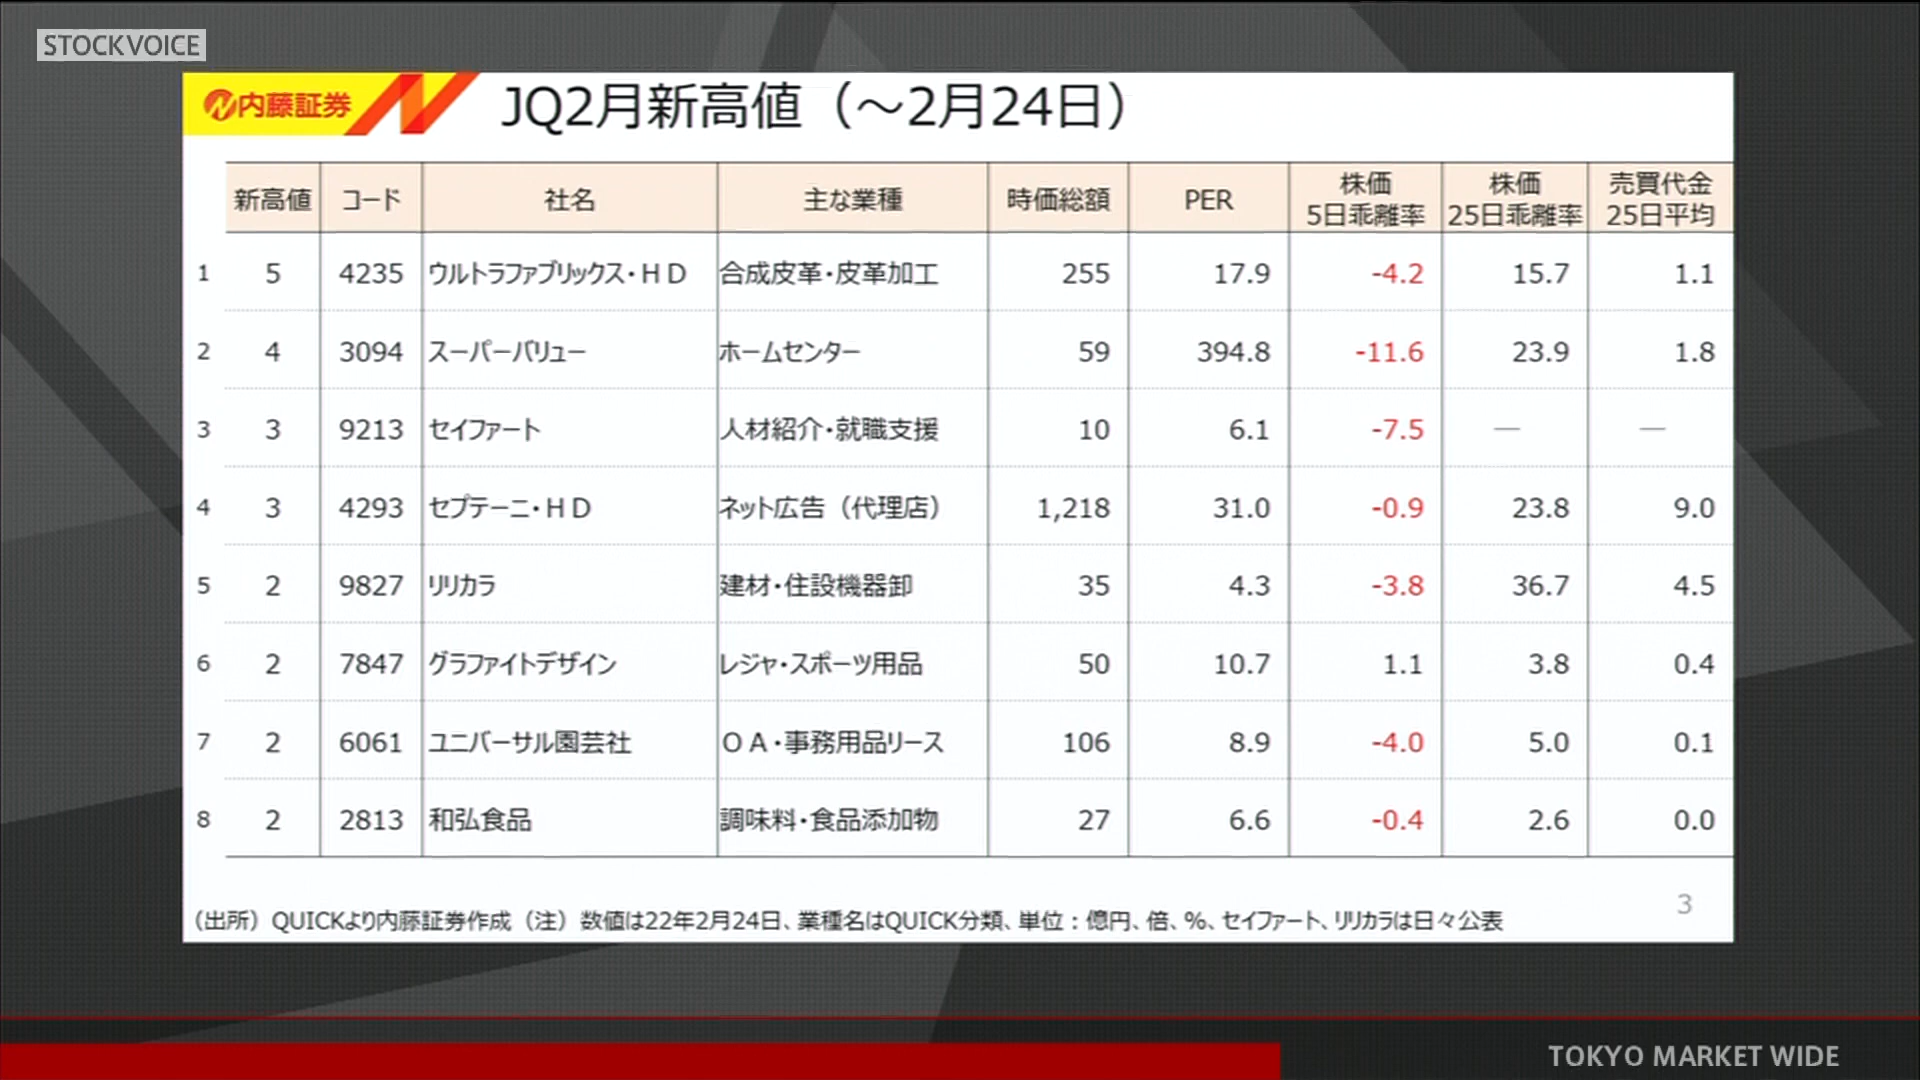 STOCKVOICE
内藤証券
JQ2月新高値（～2月24日）
新高値 コード 社名 主な業種 時価総額 PER 株価 5日乖離率 株価 25日乖離率 売買代金 25日平均
1 5 4235 ウルトラファブリックス・ＨＤ 合成皮革・皮革加工 255 17.9 -4.2 15.7 1.1
2 4 3094 スーパーバリュー ホームセンター 59 394.8 -11.6 23.9 1.8
3 3 9213 セイファート 人材紹介・就職支援 10 6.1 -7.5 ― ―
4 3 4293 セプテーニ・ＨＤ ネット広告（代理店） 1,218 31.0 -0.9 23.8 9.0
5 2 9827 リリカラ 建材・住設機器卸 35 4.3 -3.8 36.7 4.5
6 2 7847 グラファイトデザイン レジャ・スポーツ用品 50 10.7 1.1 3.8 0.4
7 2 6061 ユニバーサル園芸社 ＯＡ・事務用品リース 106 8.9 -4.0 5.0 0.1
8 2 2813 和弘食品 調味料・食品添加物 27 6.6 -0.4 2.6 0.0
（出所）QUICKより内藤証券作成（注）数値は22年2月24日、業種名はQUICK分類、単位：億円、倍、%、セイファート、リリカラは日々公表
3
TOKYO MARKET WIDE